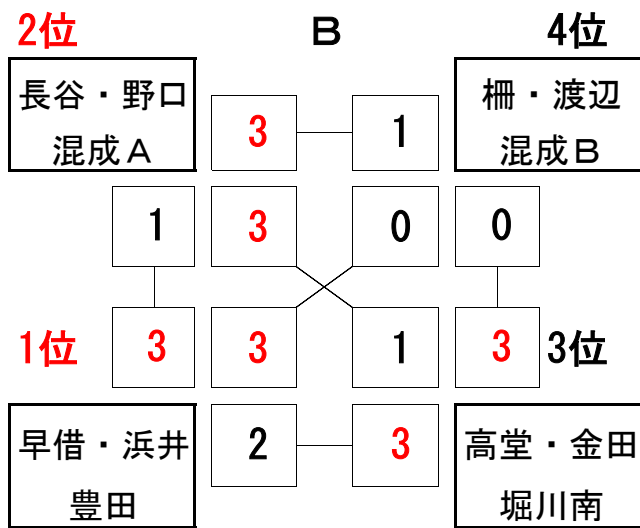 2位 B 4位
長谷・野口 柵・渡辺
混成A 混成B
3 1
1 3 0 0
3 3 1 3
1位 3位
早借・浜井 2 3 高堂・金田
豊田 堀川南